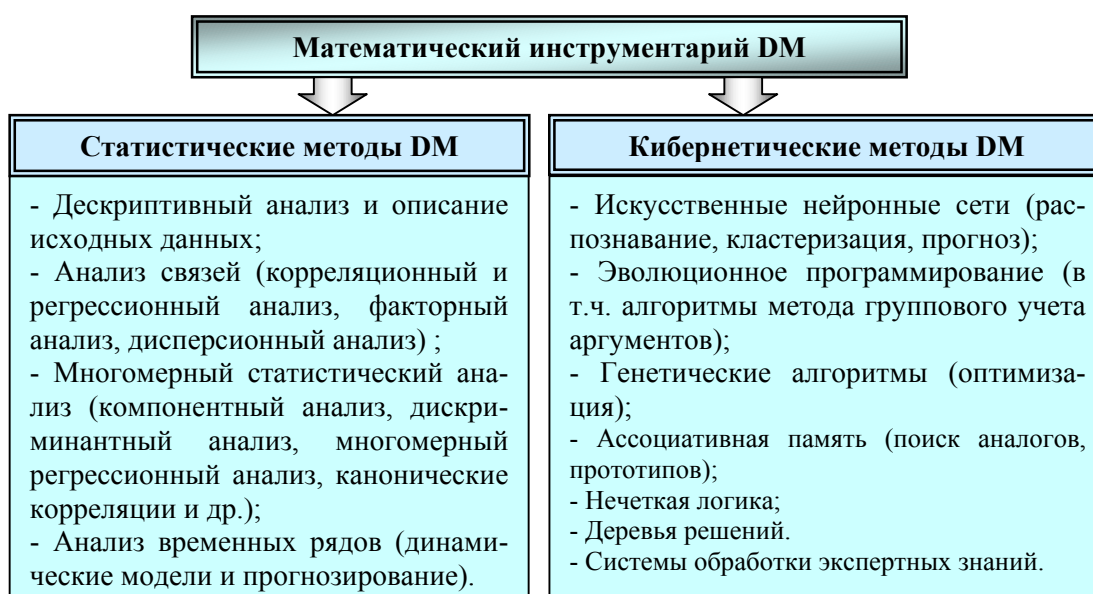 Математический инструментарий DM
Статистические методы DM
- Дескриптивный анализ и описание
исходных данных;
- Анализ связей (корреляционный и
регрессионный анализ, факторный
анализ, дисперсионный анализ) ;
- Многомерный статистический ана-
лиз (компонентный анализ, дискри-
минантный анализ, многомерный
регрессионный анализ, канонические
корреляции и др.);
- Анализ временных рядов (динами-
ческие модели и прогнозирование).
Кибернетические методы DM
- Искусственные нейронные сети (рас-
познавание, кластеризация, прогноз);
- Эволюционное программирование (в
т.ч. алгоритмы метода группового учета
аргументов);
- Генетические алгоритмы (оптимиза-
ция);
- Ассоциативная память (поиск аналогов,
прототипов);
- Нечеткая логика;
- Деревья решений.
- Системы обработки экспертных знаний.